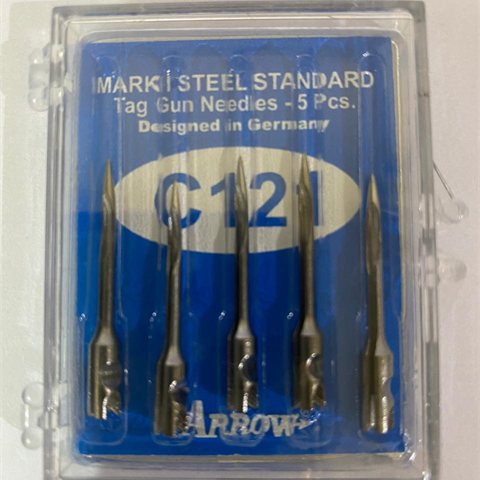 MARK I STEEL STANDARD
Tag Gun Needles - 5 Pcs.
Designed in Germany
C121
ARROW